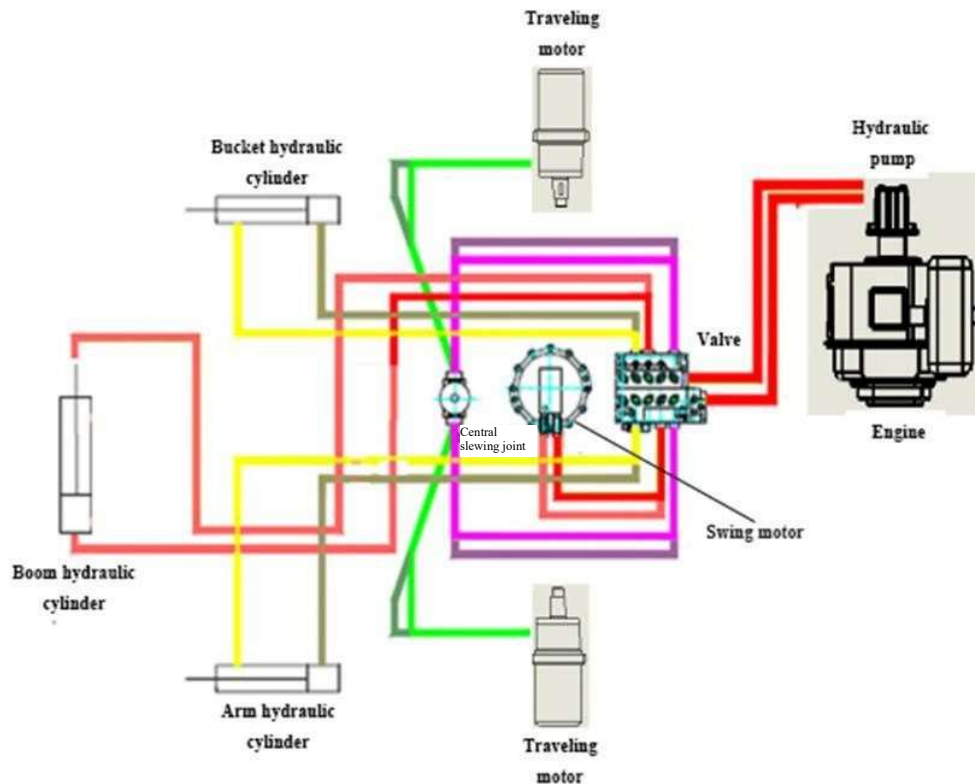 Traveling
motor
Hydraulic
pump
Bucket hydraulic
cylinder
Valve
Central
slewing joint
Engine
Swing motor
Boom hydraulic
cylinder
Arm hydraulic
cylinder
Traveling
motor